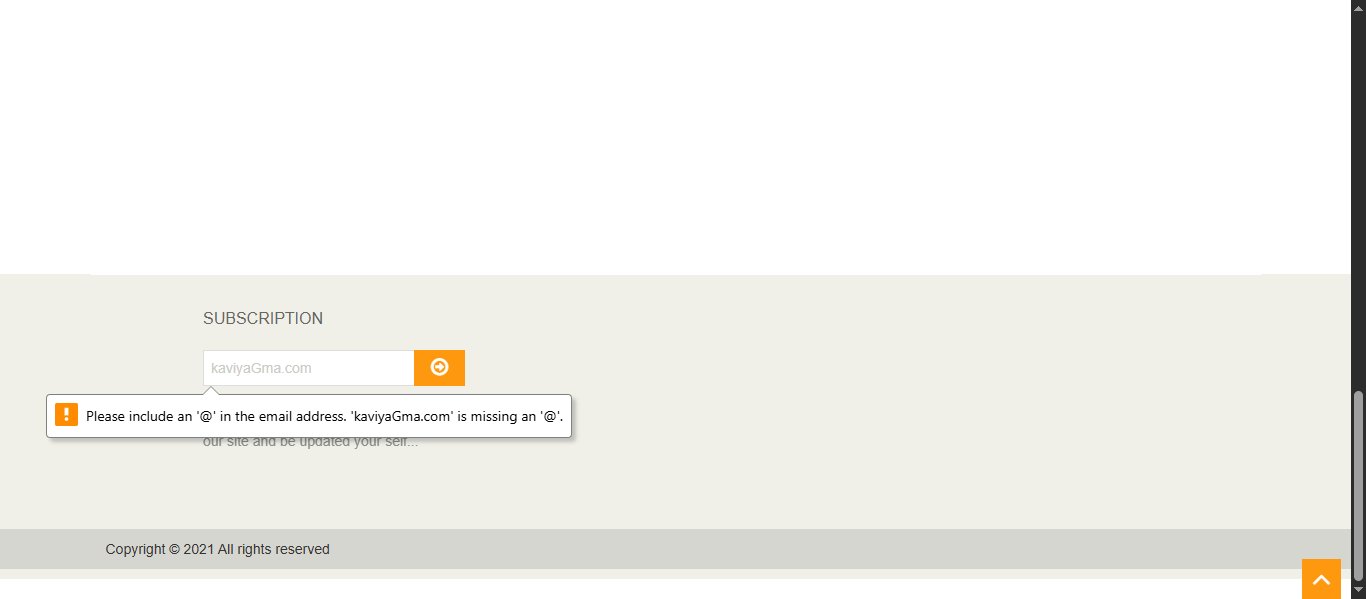 SUBSCRIPTION
kaviyaGma.com
Please include an '@' in the email address. 'kaviyaGma.com' is missing an '@'.
our site and be updated your self...
Copyright © 2021 All rights reserved